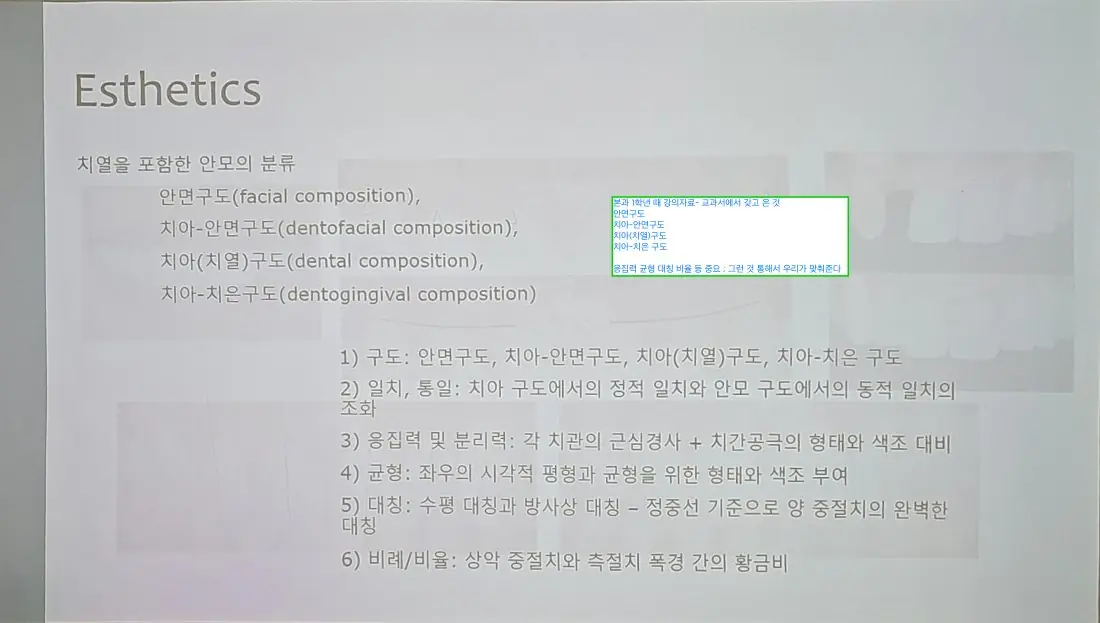 Esthetics
치열을 포함한 안모의 분류
안면구도(facial composition),
치아-안면구도(dentofacial composition),
치아(치열)구도(dental composition),
치아-치은구도(dentogingival composition)
본과 1학년 때 강의자료- 교과서에서 갖고 온 것
안면구도
치아-안면구도
치아(치열)구도
치아-치은 구도
응집력 균형 대칭 비율 등 중요 : 그런 것 통해서 우리가 맞춰준다
1) 구도: 안면구도, 치아-안면구도, 치아(치열)구도, 치아-치은 구도
2) 일치, 통일: 치아 구도에서의 정적 일치와 안모 구도에서의 동적 일치의
조화
3) 응집력 및 분리력: 각 치관의 근심경사 + 치간공극의 형태와 색조 대비
4) 균형: 좌우의 시각적 평형과 균형을 위한 형태와 색조 부여
5) 대칭: 수평 대칭과 방사상 대칭 – 정중선 기준으로 양 중절치의 완벽한
대칭
6) 비례/비율: 상악 중절치와 측절치 폭경 간의 황금비